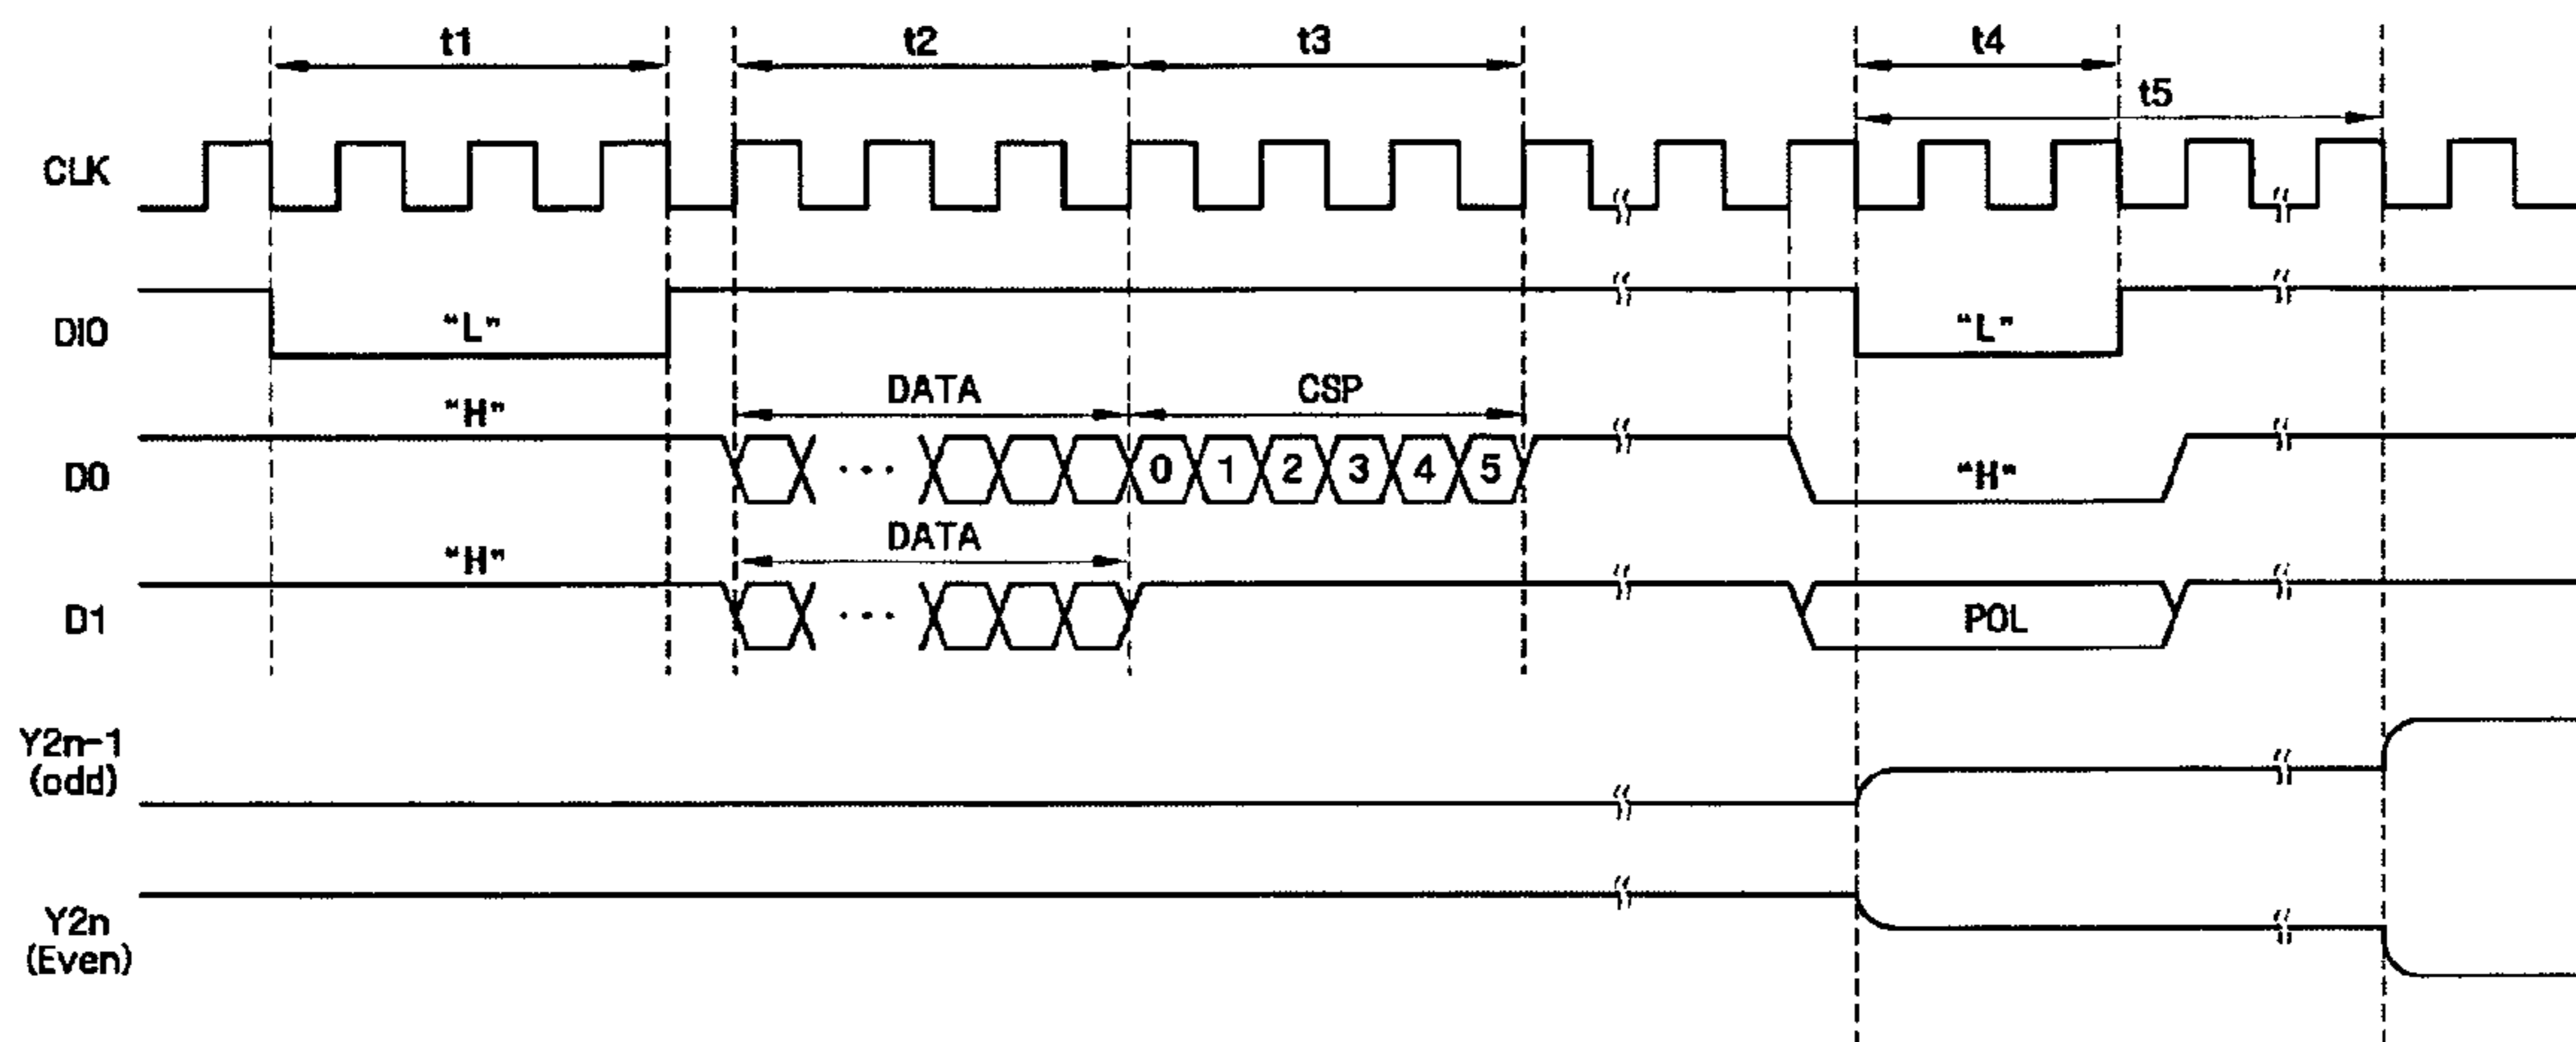 t1 t2 t3 t4
t5
CLK
DIO "L" "L"
DATA CSP
"H"
D0 ··· 0 1 2 3 4 5 "H"
DATA
"H"
D1 ··· POL
Y2n-1
(odd)
Y2n
(Even)